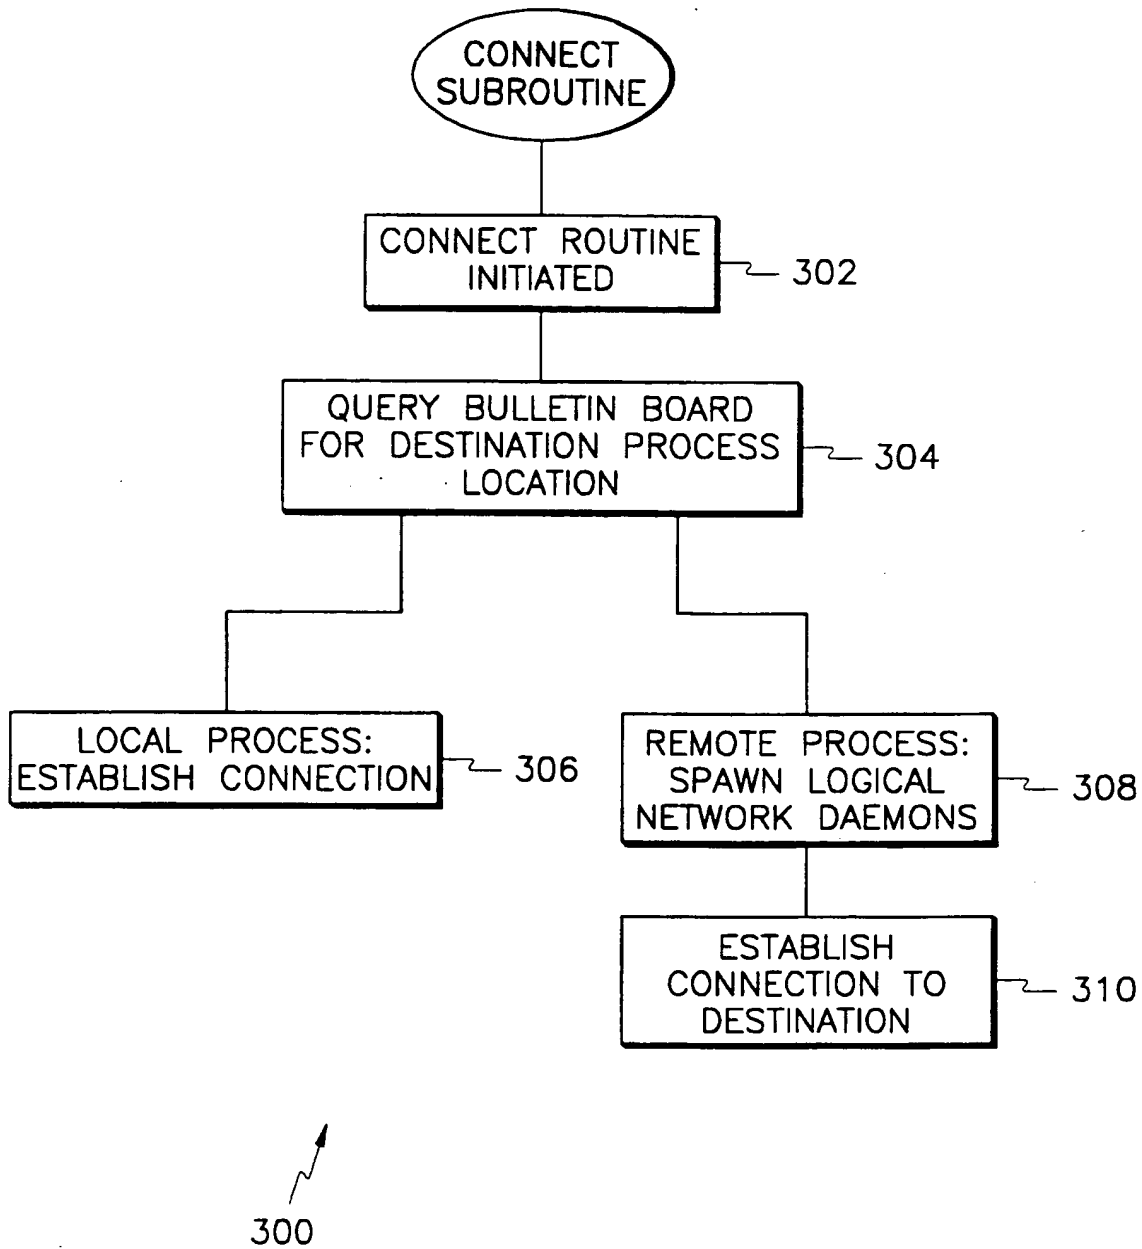 CONNECT
SUBROUTINE
CONNECT ROUTINE
INITIATED
302
QUERY BULLETIN BOARD
FOR DESTINATION PROCESS
LOCATION
304
LOCAL PROCESS:
ESTABLISH CONNECTION
306
REMOTE PROCESS:
SPAWN LOGICAL
NETWORK DAEMONS
308
ESTABLISH
CONNECTION TO
DESTINATION
310
300